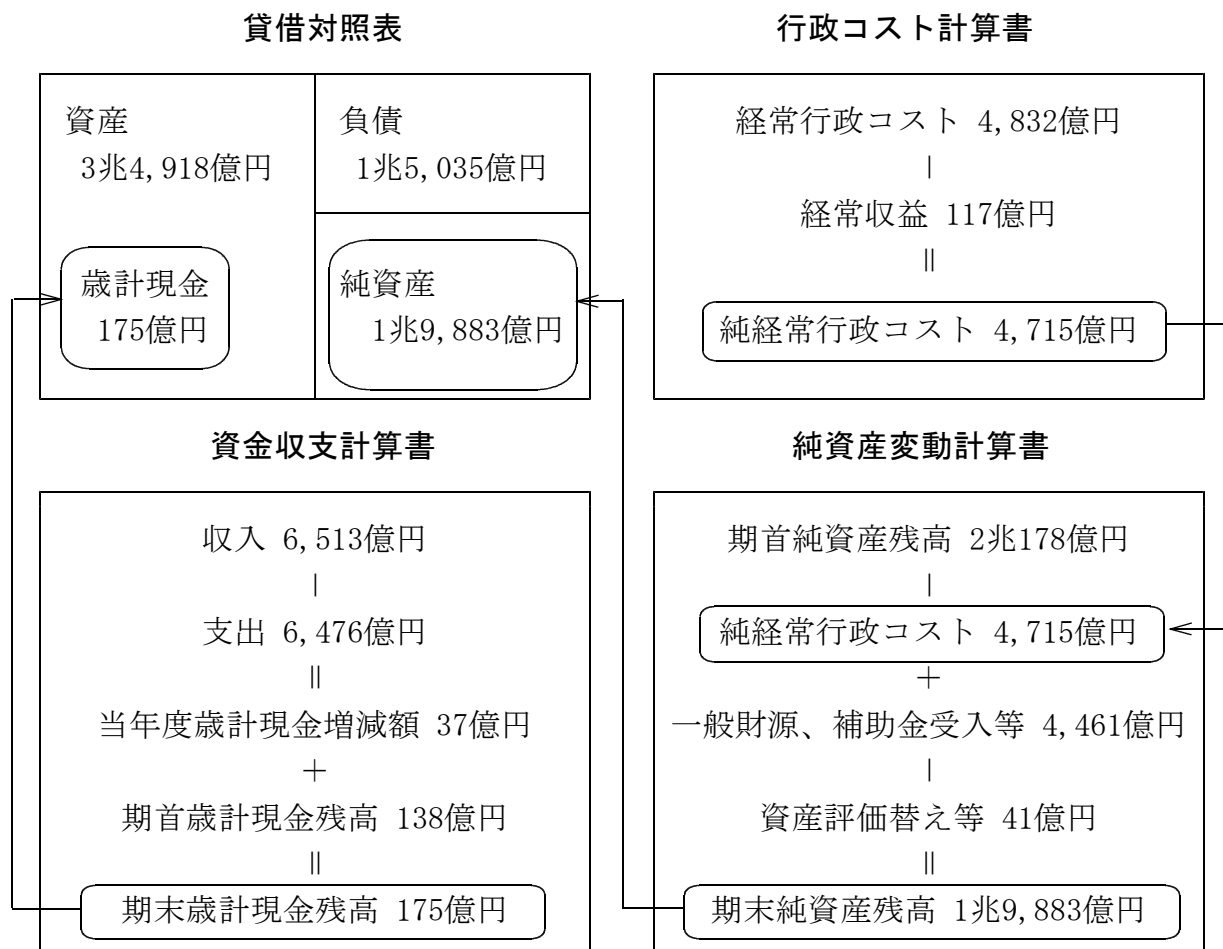 貸借対照表
資産
3兆4,918億円
負債
1兆5,035億円
歳計現金
175億円
純資産
1兆9,883億円
行政コスト計算書
経常行政コスト 4,832億円
－
経常収益 117億円
＝
純経常行政コスト 4,715億円
資金収支計算書
収入 6,513億円
－
支出 6,476億円
＝
当年度歳計現金増減額 37億円
＋
期首歳計現金残高 138億円
＝
期末歳計現金残高 175億円
純資産変動計算書
期首純資産残高 2兆178億円
－
純経常行政コスト 4,715億円
＋
一般財源、補助金受入等 4,461億円
－
資産評価替え等 41億円
＝
期末純資産残高 1兆9,883億円